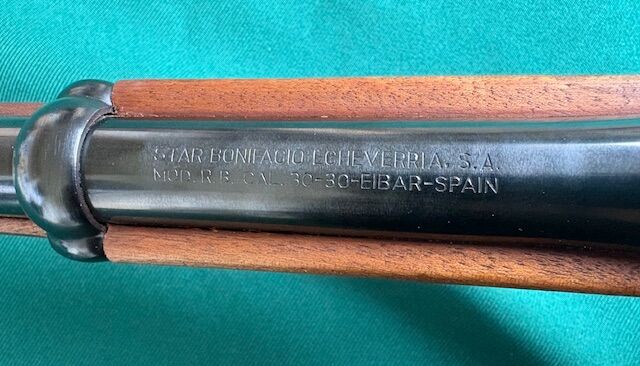 STAR-BONIFACIO-ECHEVERRIA, S.A.
MOD. R.B. CAL. 30-30-EIBAR-SPAIN